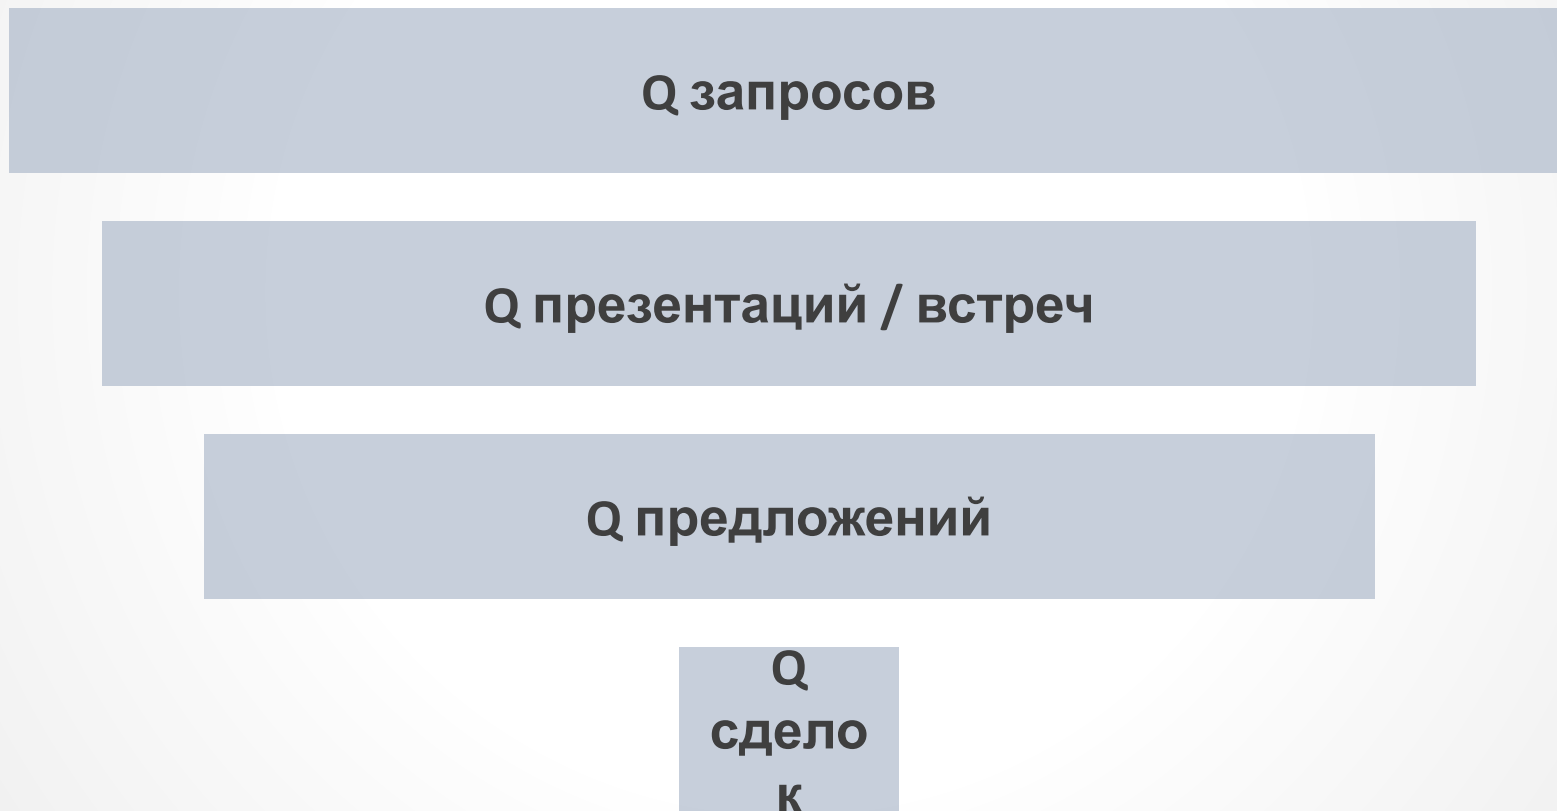 Q запросов
Q презентаций / встреч
Q предложений
Q
сдело
к